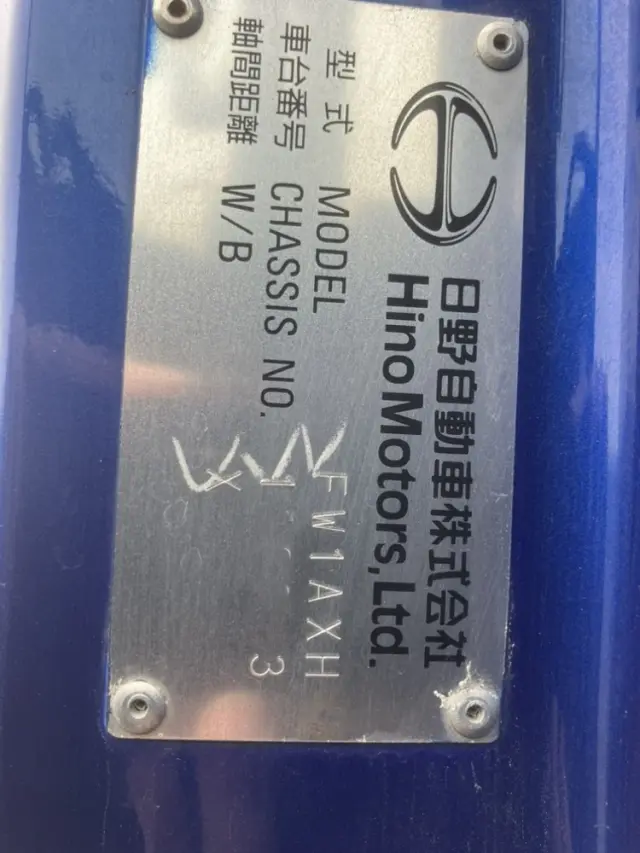 日野自動車株式会社
Hino Motors, Ltd.
型式 MODEL FW1AXH
車台番号 CHASSIS NO. 3
軸間距離 W/B